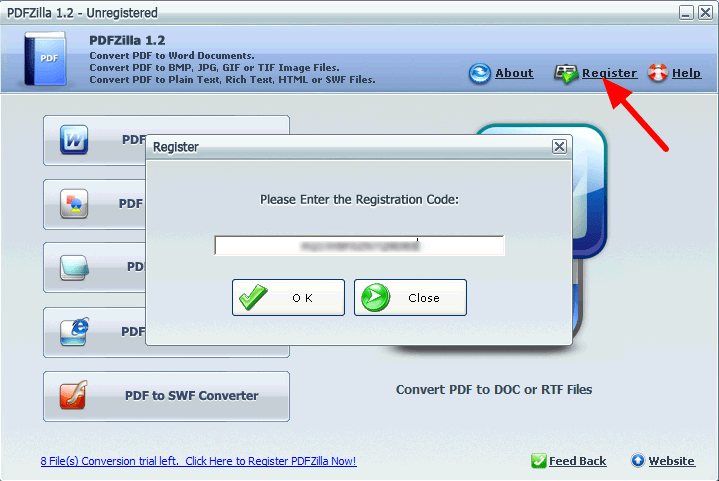 PDFZilla 1.2 - Unregistered
PDF
PDFZilla 1.2
Convert PDF to Word Documents.
Convert PDF to BMP, JPG, GIF or TIF Image Files.
Convert PDF to Plain Text, Rich Text, HTML or SWF Files.
About
Register
Help
PDF
PDF
PD
PDF
PDF to SWF Converter
Register
Please Enter the Registration Code:
OK
Close
Convert PDF to DOC or RTF Files
8 File(s) Conversion trial left. Click Here to Register PDFZilla Now!
Feed Back
Website